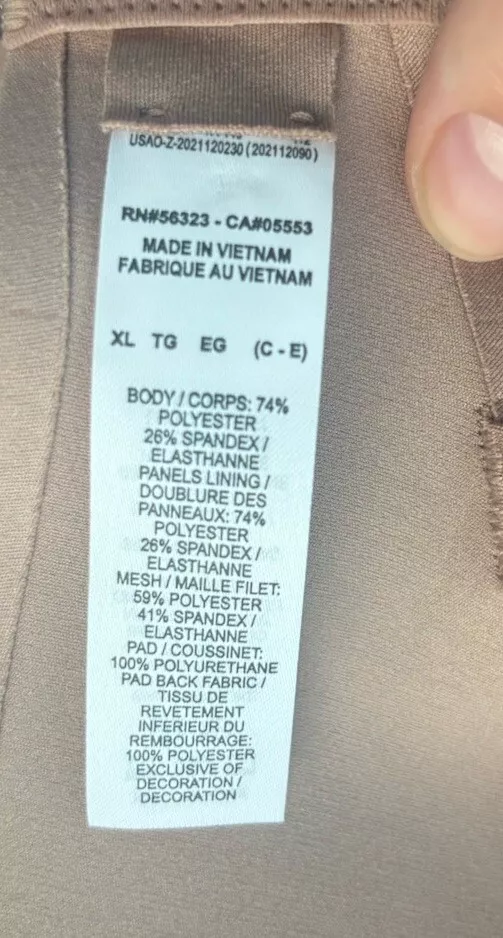 USAO-Z-2021120230 (202112090)
RN#56323 - CA#05553
MADE IN VIETNAM
FABRIQUE AU VIETNAM
XL TG EG (C - E)
BODY / CORPS: 74%
POLYESTER
26% SPANDEX /
ELASTHANNE
PANELS LINING /
DOUBLURE DES
PANNEAUX: 74%
POLYESTER
26% SPANDEX /
ELASTHANNE
MESH / MAILLE FILET:
59% POLYESTER
41% SPANDEX /
ELASTHANNE
PAD / COUSSINET:
100% POLYURETHANE
PAD BACK FABRIC /
TISSU DE
REVETEMENT
INFERIEUR DU
REMBOURRAGE:
100% POLYESTER
EXCLUSIVE OF
DECORATION /
DECORATION